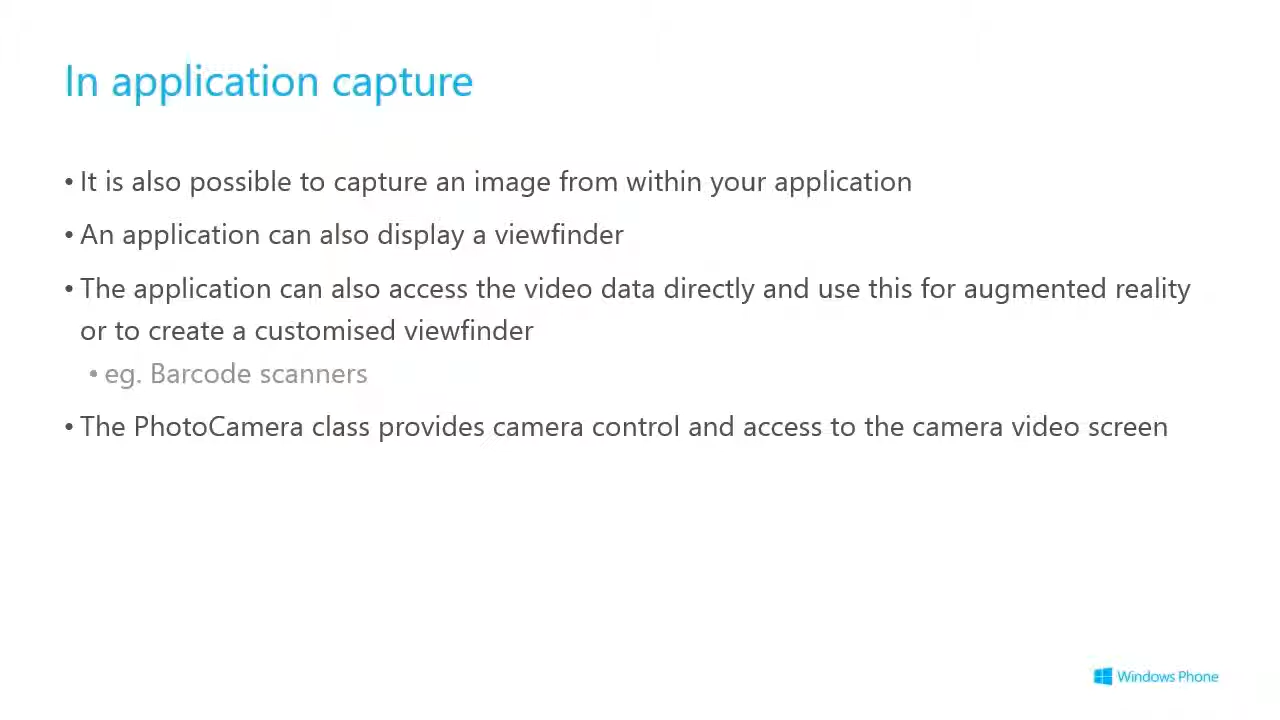 In application capture
• It is also possible to capture an image from within your application
• An application can also display a viewfinder
• The application can also access the video data directly and use this for augmented reality
or to create a customised viewfinder
• eg. Barcode scanners
• The PhotoCamera class provides camera control and access to the camera video screen
Windows Phone